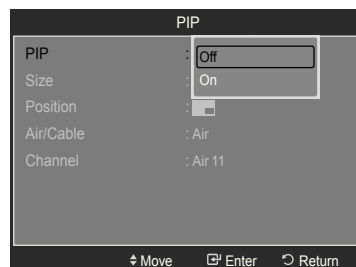 PIP
PIP : Off
Size : On
Position :
Air/Cable : Air
Channel : Air 11
Move Enter Return